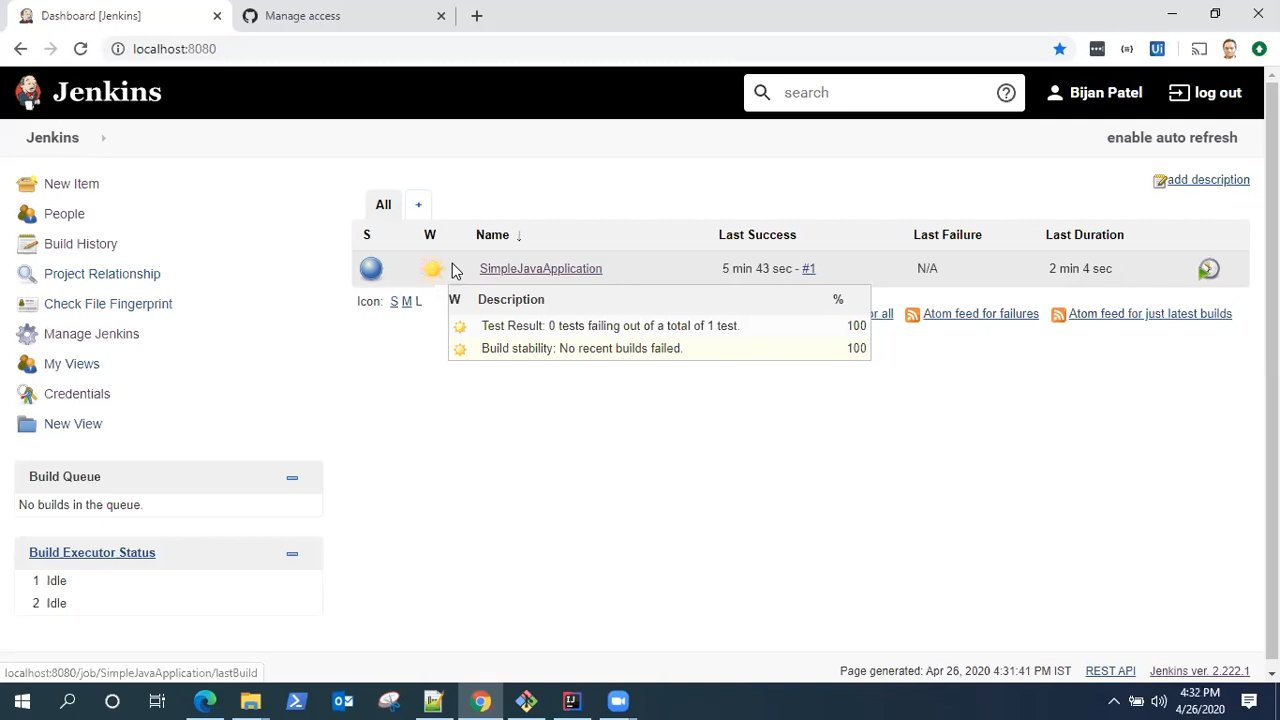 Dashboard [Jenkins]
Manage access
localhost:8080
Ui
Jenkins
search
Bijan Patel
log out
Jenkins
enable auto refresh
add description
New Item
People
Build History
Project Relationship
Check File Fingerprint
Manage Jenkins
My Views
Credentials
New View
All
+
S W Name ↓ Last Success Last Failure Last Duration
SimpleJavaApplication 5 min 43 sec - #1 N/A 2 min 4 sec
Icon: S M L
W Description %
Test Result: 0 tests failing out of a total of 1 test. 100
Build stability: No recent builds failed. 100
or all
Atom feed for failures
Atom feed for just latest builds
Build Queue
No builds in the queue.
Build Executor Status
1 Idle
2 Idle
localhost:8080/job/SimpleJavaApplication/lastBuild
Page generated: Apr 26, 2020 4:31:41 PM IST
REST API
Jenkins ver. 2.222.1
4:32 PM
4/26/2020